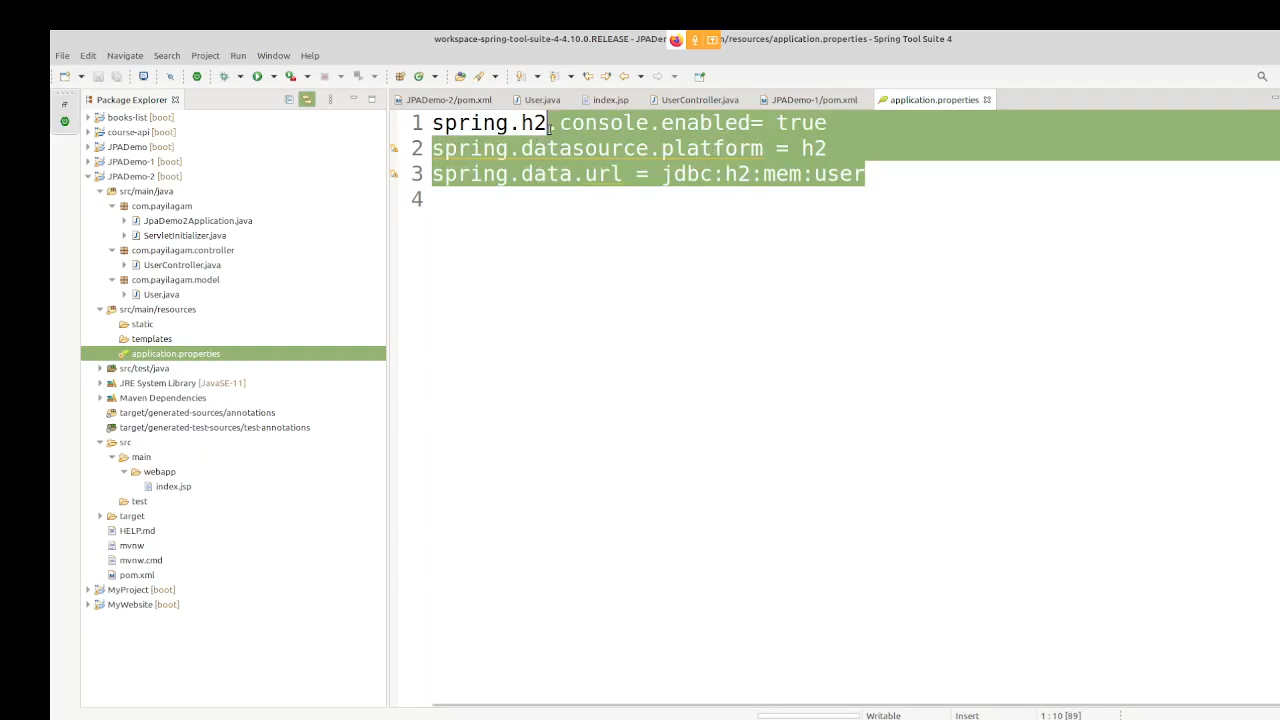 workspace-spring-tool-suite-4-4.10.0.RELEASE - JPADer n/resources/application.properties - Spring Tool Suite 4
File Edit Navigate Search Project Run Window Help
Package Explorer
JPADemo-2/pom.xml User.java index.jsp UserController.java JPADemo-1/pom.xml application.properties
books-list [boot]
course-api [boot]
JPADemo [boot]
JPADemo-1 [boot]
JPADemo-2 [boot]
src/main/java
com.payilagam
JpaDemo2Application.java
ServletInitializer.java
com.payilagam.controller
UserController.java
com.payilagam.model
User.java
src/main/resources
static
templates
application.properties
src/test/java
JRE System Library [JavaSE-11]
Maven Dependencies
target/generated-sources/annotations
target/generated-test-sources/test-annotations
src
main
webapp
index.jsp
test
target
HELP.md
mvnw
mvnw.cmd
pom.xml
MyProject [boot]
MyWebsite [boot]
1 spring.h2.console.enabled= true
2 spring.datasource.platform = h2
3 spring.data.url = jdbc:h2:mem:user
4
Writable Insert 1 : 10 [89]